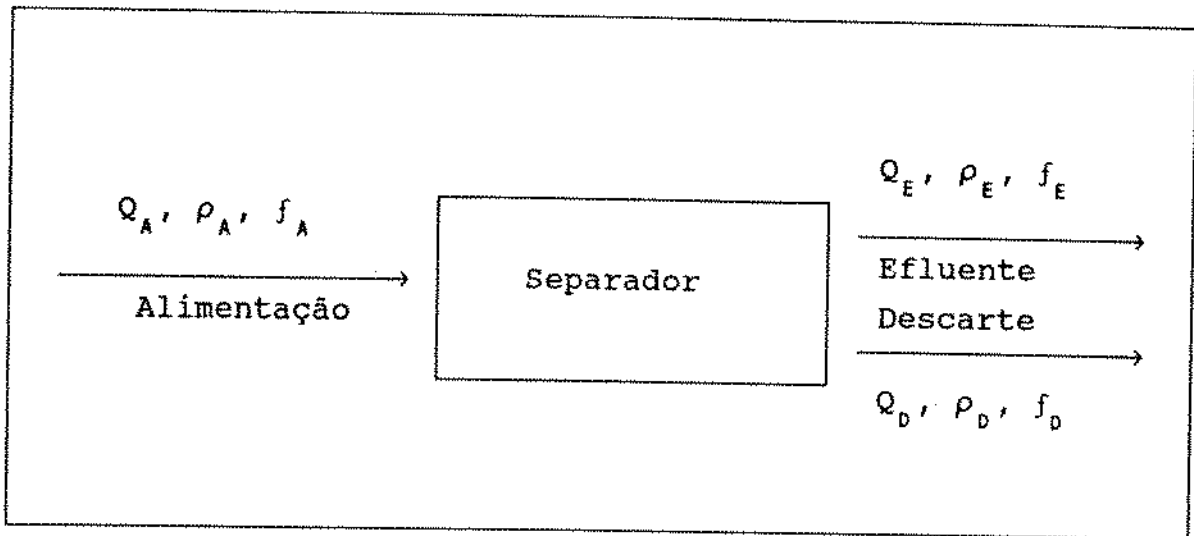 Q_A, ρ_A, f_A
Alimentação
Separador
Q_E, ρ_E, f_E
Efluente
Descarte
Q_D, ρ_D, f_D